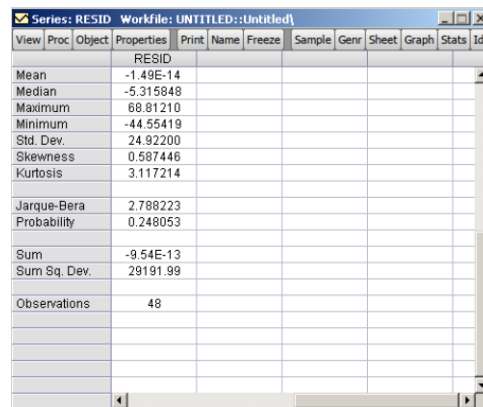 Series: RESID Workfile: UNTITLED::Untitled\
View Proc Object Properties Print Name Freeze Sample Genr Sheet Graph Stats Id
RESID
Mean -1.49E-14
Median -5.315848
Maximum 68.81210
Minimum -44.55419
Std. Dev. 24.92200
Skewness 0.587446
Kurtosis 3.117214
Jarque-Bera 2.788223
Probability 0.248053
Sum -9.54E-13
Sum Sq. Dev. 29191.99
Observations 48